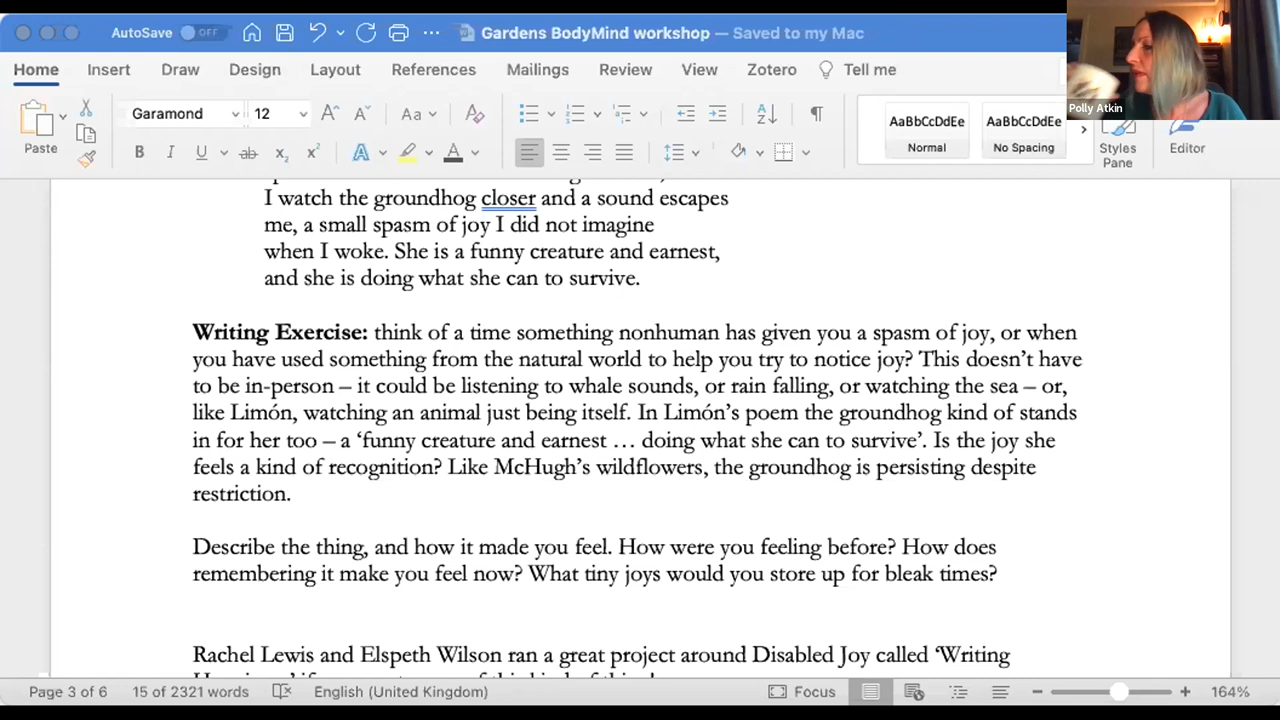 AutoSave OFF Gardens BodyMind workshop — Saved to my Mac
Home Insert Draw Design Layout References Mailings Review View Zotero Tell me
Polly Atkin
Paste Garamond 12 Aa AaBbCcDdEe Normal AaBbCcDdEe No Spacing Styles Pane Editor
I watch the groundhog closer and a sound escapes
me, a small spasm of joy I did not imagine
when I woke. She is a funny creature and earnest,
and she is doing what she can to survive.
Writing Exercise: think of a time something nonhuman has given you a spasm of joy, or when
you have used something from the natural world to help you try to notice joy? This doesn’t have
to be in-person – it could be listening to whale sounds, or rain falling, or watching the sea – or,
like Limón, watching an animal just being itself. In Limón’s poem the groundhog kind of stands
in for her too – a ‘funny creature and earnest … doing what she can to survive’. Is the joy she
feels a kind of recognition? Like McHugh’s wildflowers, the groundhog is persisting despite
restriction.
Describe the thing, and how it made you feel. How were you feeling before? How does
remembering it make you feel now? What tiny joys would you store up for bleak times?
Rachel Lewis and Elspeth Wilson ran a great project around Disabled Joy called ‘Writing
Page 3 of 6 15 of 2321 words English (United Kingdom) Focus 164%